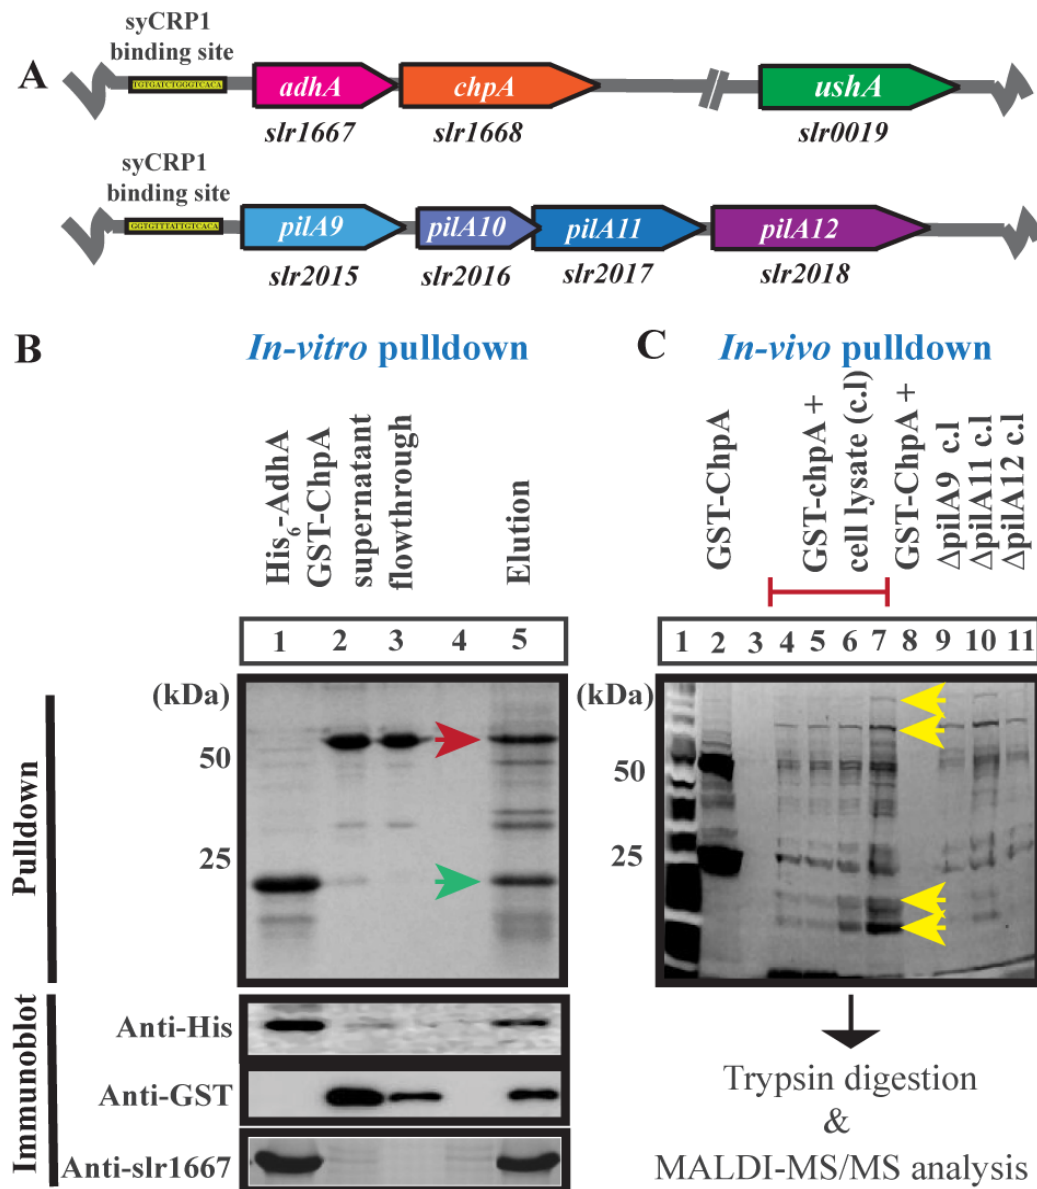 A
syCRP1
binding site
TGTGATCTGGGTCACA
adhA
chpA
ushA
slr1667
slr1668
slr0019
syCRP1
binding site
GGTGTTTATTGTCACA
pilA9
pilA10
pilA11
pilA12
slr2015
slr2016
slr2017
slr2018
B
In-vitro pulldown
His6-AdhA
GST-ChpA
supernatant
flowthrough
Elution
1 2 3 4 5
(kDa)
50
25
Pulldown
Immunoblot
Anti-His
Anti-GST
Anti-slr1667
C
In-vivo pulldown
GST-ChpA
GST-chpA +
cell lysate (c.l)
GST-ChpA +
ΔpilA9 c.l
ΔpilA11 c.l
ΔpilA12 c.l
1 2 3 4 5 6 7 8 9 10 11
(kDa)
50
25
Trypsin digestion
&
MALDI-MS/MS analysis